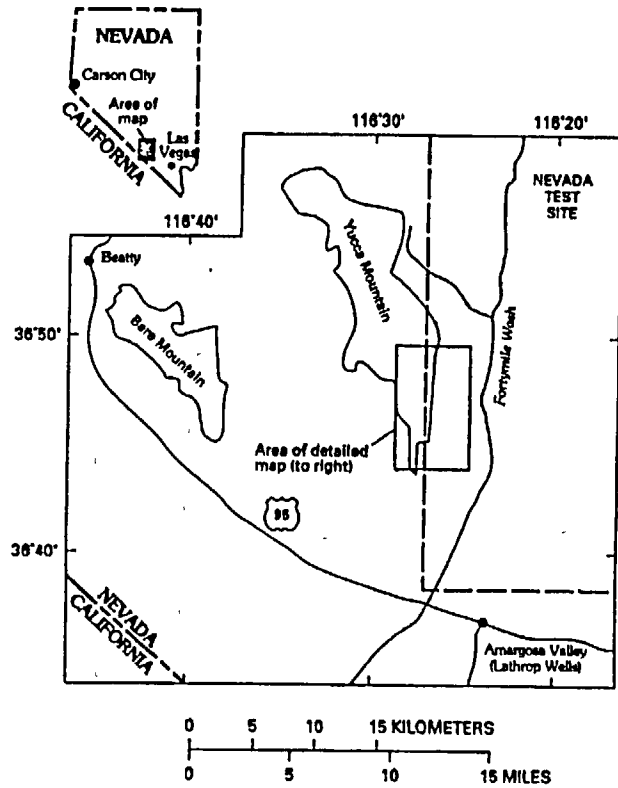 NEVADA
Carson City
Area of
map
CALIFORNIA
Las
Vegas
116°30'
116°20'
NEVADA
TEST
SITE
116°40'
Beatty
Yucca Mountain
Bare Mountain
36°50'
Fortymile Wash
Area of detailed
map (to right)
95
36°40'
NEVADA
CALIFORNIA
Amargosa Valley
(Lathrop Wells)
0 5 10 15 KILOMETERS
0 5 10 15 MILES